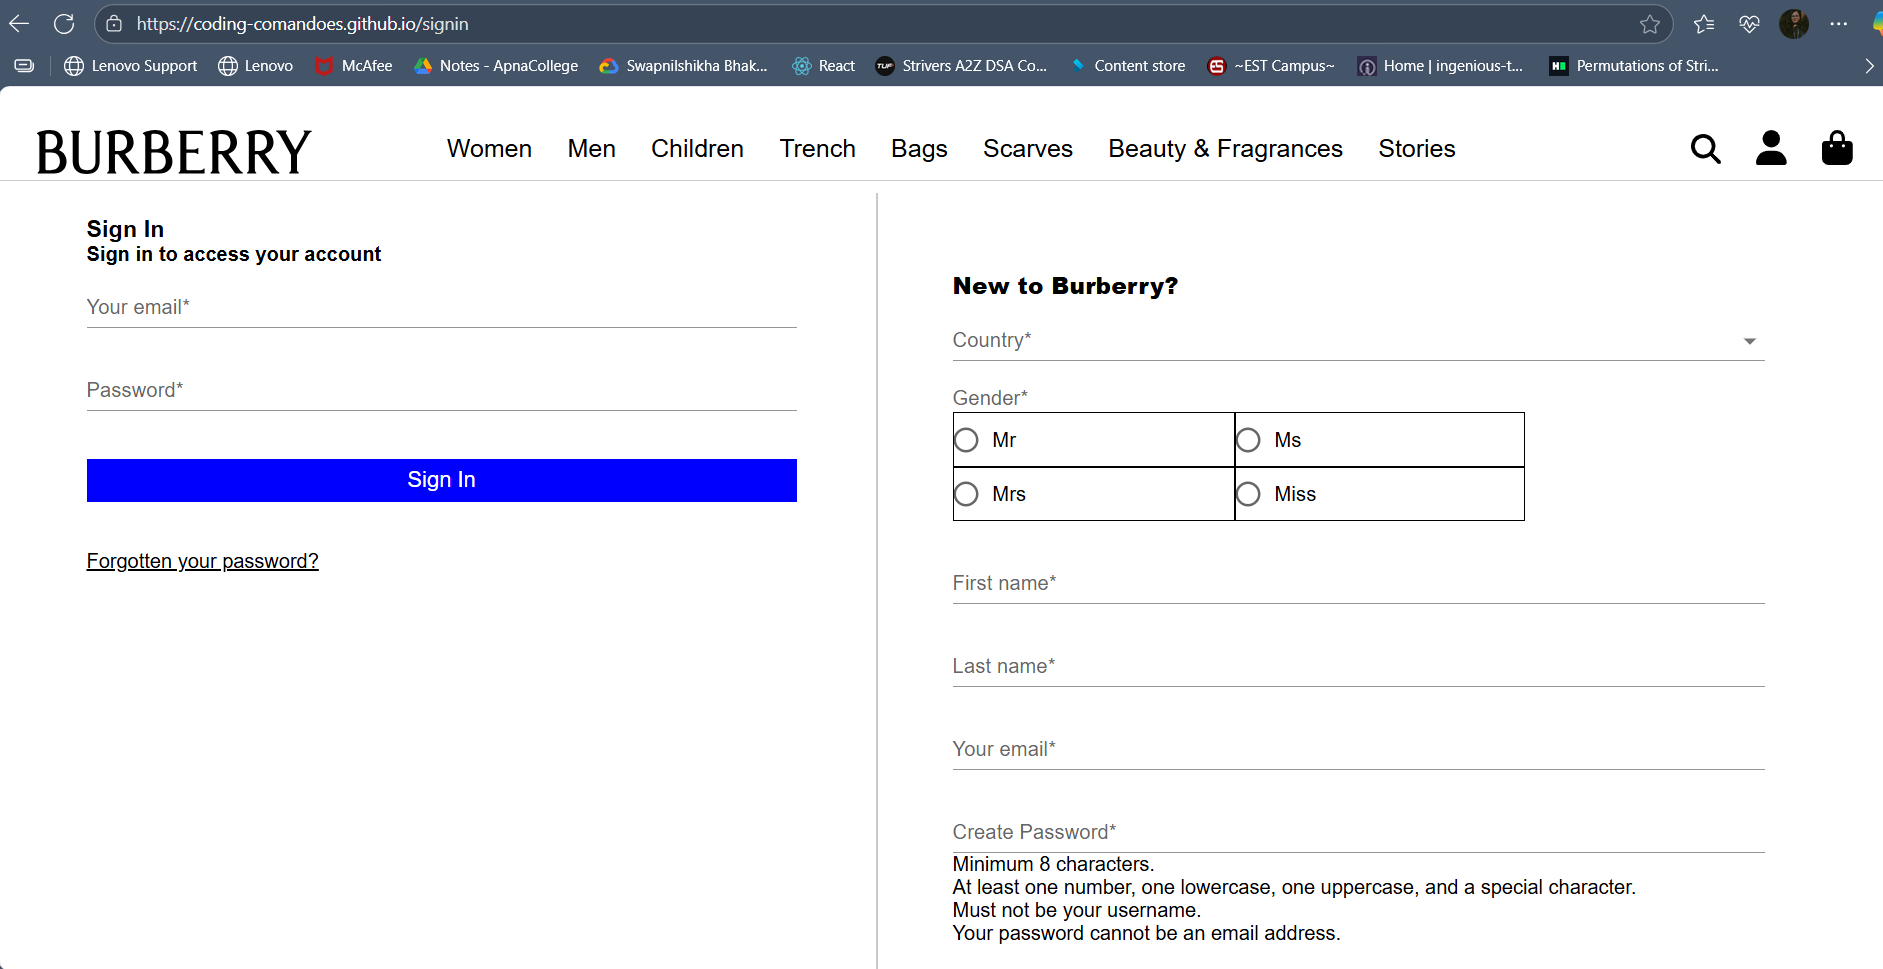 https://coding-comandoes.github.io/signin
Lenovo Support Lenovo McAfee Notes - ApnaCollege Swapnilshikha Bhak... React Strivers A2Z DSA Co... Content store ~EST Campus~ Home | ingenious-t... Permutations of Stri...
BURBERRY Women Men Children Trench Bags Scarves Beauty & Fragrances Stories
Sign In
Sign in to access your account
Your email*
Password*
Sign In
Forgotten your password?
New to Burberry?
Country*
Gender*
Mr Ms
Mrs Miss
First name*
Last name*
Your email*
Create Password*
Minimum 8 characters.
At least one number, one lowercase, one uppercase, and a special character.
Must not be your username.
Your password cannot be an email address.